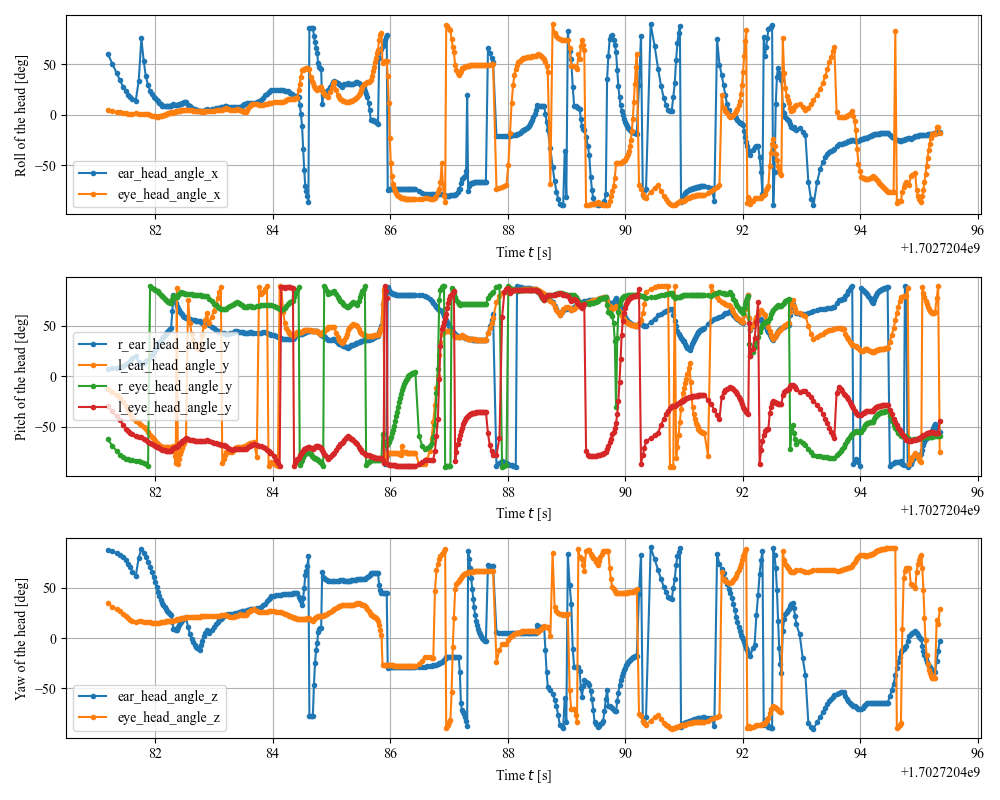 50
0
−50
Roll of the head [deg]
ear_head_angle_x
eye_head_angle_x
82 84 86 88 90 92 94 96
Time t [s]
+1.7027204e9
50
0
−50
Pitch of the head [deg]
r_ear_head_angle_y
l_ear_head_angle_y
r_eye_head_angle_y
l_eye_head_angle_y
82 84 86 88 90 92 94 96
Time t [s]
+1.7027204e9
50
0
−50
Yaw of the head [deg]
ear_head_angle_z
eye_head_angle_z
82 84 86 88 90 92 94 96
Time t [s]
+1.7027204e9